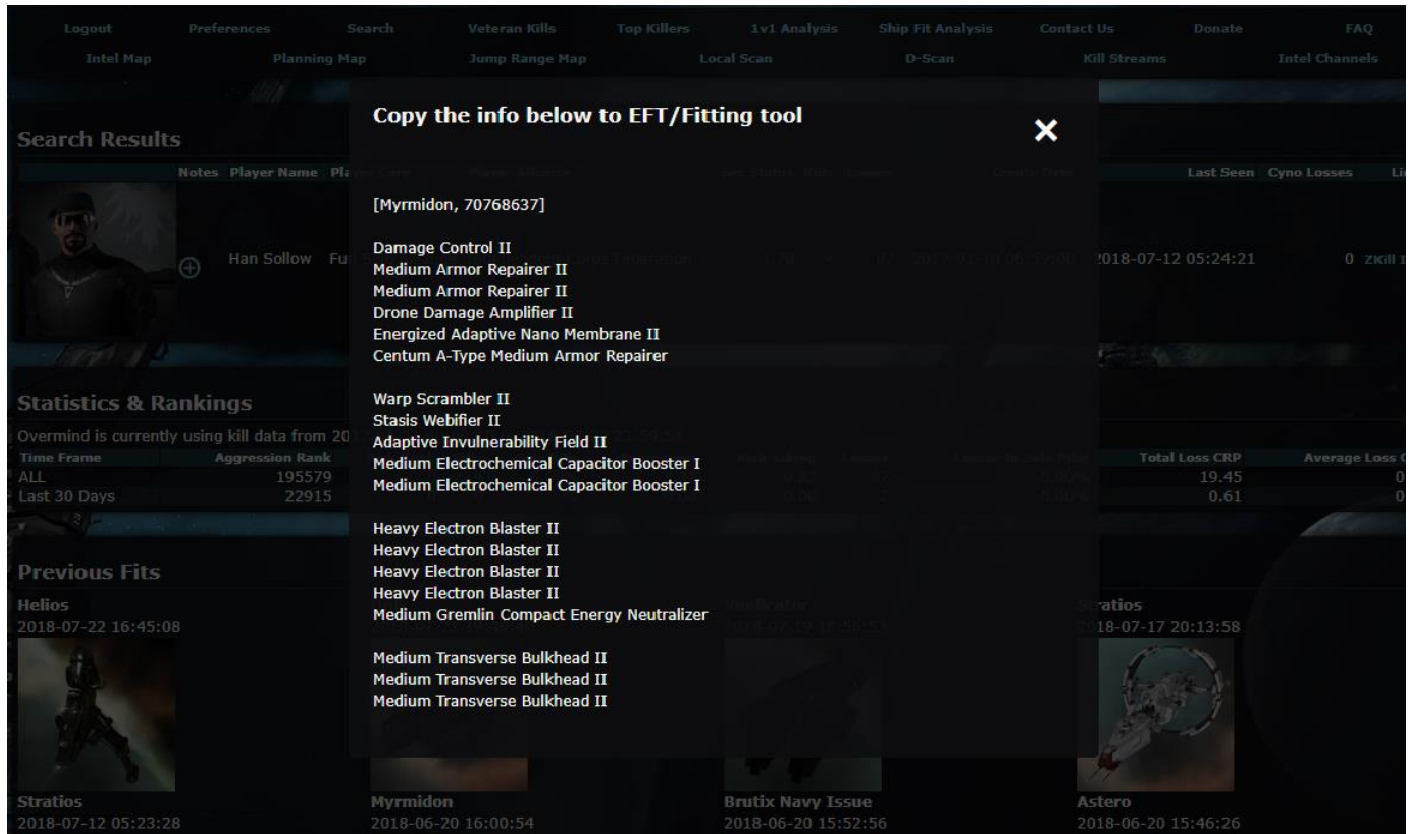 Logout Preferences Search Veteran Kills Top Killers 1v1 Analysis Ship Fit Analysis Contact Us Donate FAQ
Intel Map Planning Map Jump Range Map Local Scan D-Scan Kill Streams Intel Channels
Copy the info below to EFT/Fitting tool
Search Results
Notes Player Name Last Seen Cyno Losses
[Myrmidon, 70768637]
Damage Control II
Medium Armor Repairer II
Han Sollow 2018-07-12 05:24:21 0
Medium Armor Repairer II
Drone Damage Amplifier II
Energized Adaptive Nano Membrane II
Centum A-Type Medium Armor Repairer
Statistics & Rankings
Warp Scrambler II
Stasis Webifier II
Overmind is currently using kill data from
Adaptive Invulnerability Field II
Time Frame Aggression Rank Total Loss CRP Average Loss
Medium Electrochemical Capacitor Booster I
ALL 195579 19.45
Medium Electrochemical Capacitor Booster I
Last 30 Days 22915 0.61
Heavy Electron Blaster II
Heavy Electron Blaster II
Heavy Electron Blaster II
Heavy Electron Blaster II
Previous Fits
Medium Gremlin Compact Energy Neutralizer
Helios Vindicator Stratios
2018-07-22 16:45:08 2018-07-17 20:13:58
Medium Transverse Bulkhead II
Medium Transverse Bulkhead II
Medium Transverse Bulkhead II
Stratios Myrmidon Brutix Navy Issue Astero
2018-07-12 05:23:28 2018-06-20 16:00:54 2018-06-20 15:52:56 2018-06-20 15:46:26